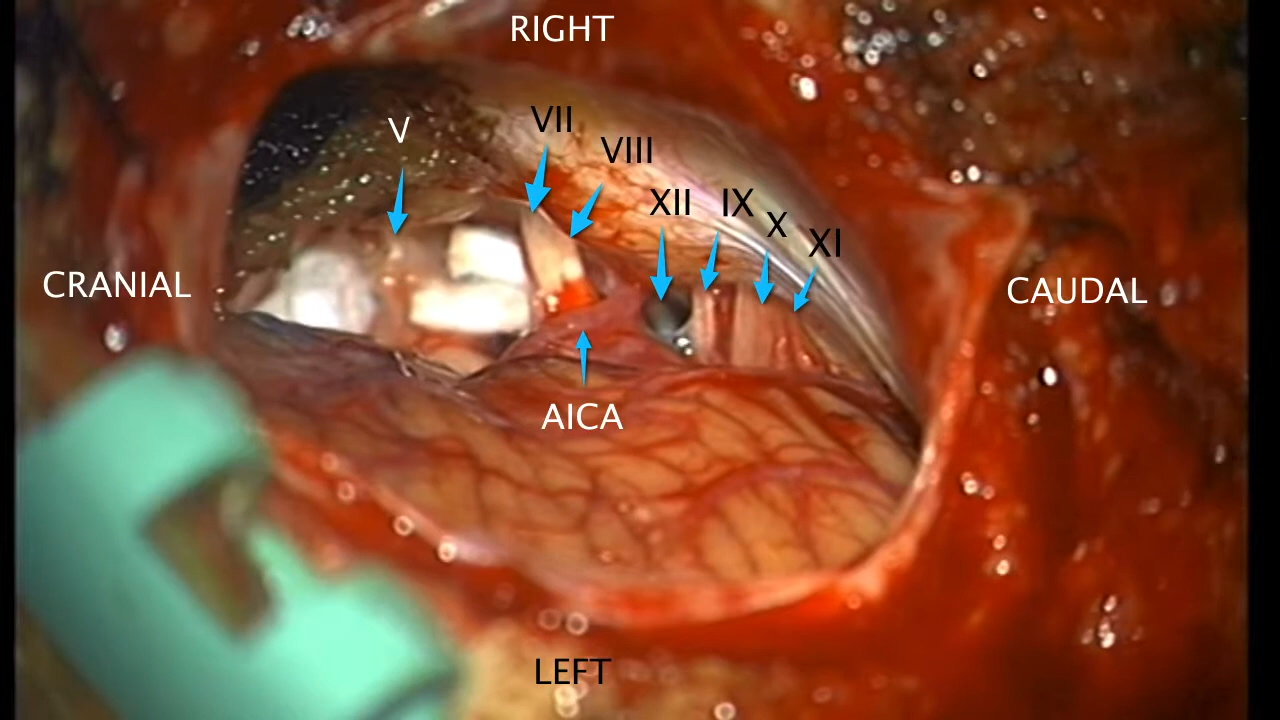 RIGHT
VII
V
VIII
XII
IX
X
XI
CRANIAL
CAUDAL
AICA
LEFT